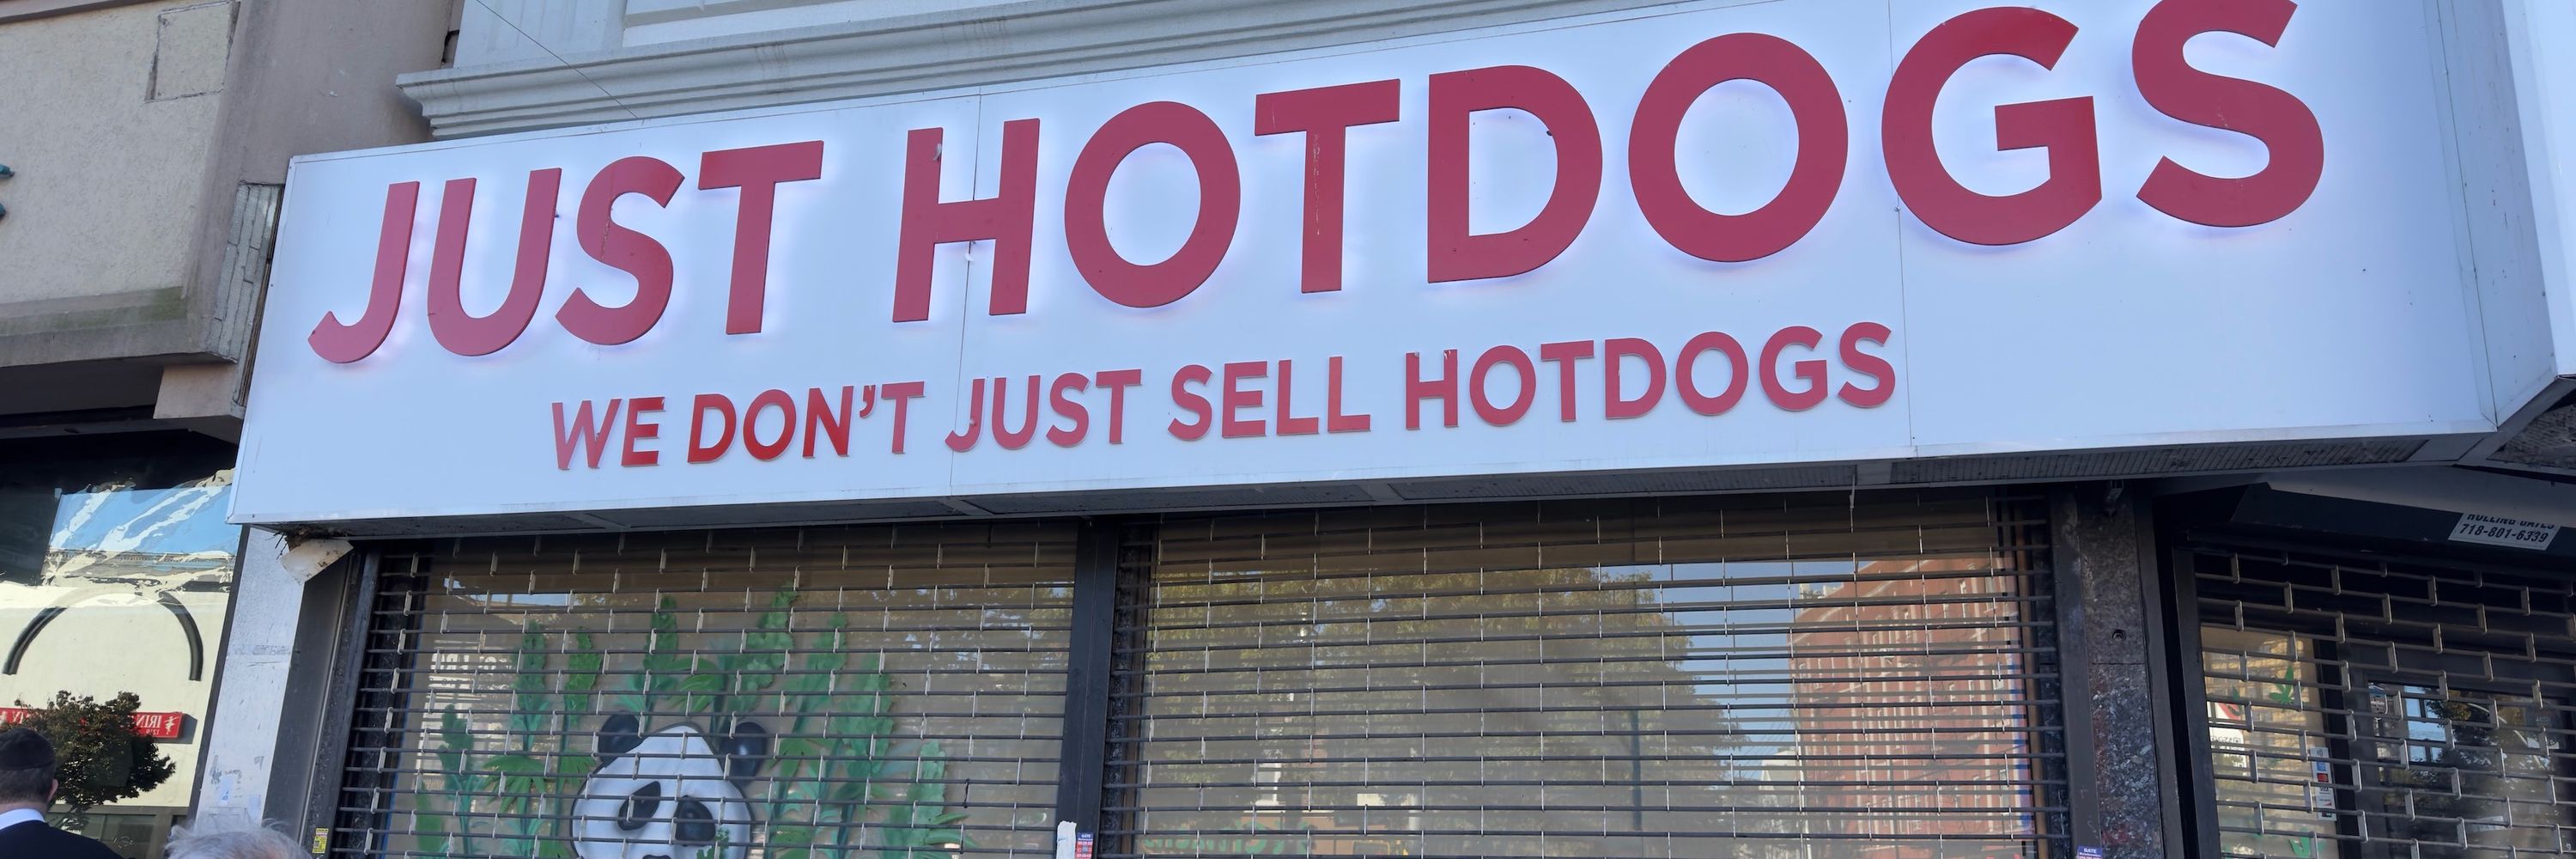 JUST HOTDOGS
WE DON'T JUST SELL HOTDOGS
ROLLING GATES
718-801-6339